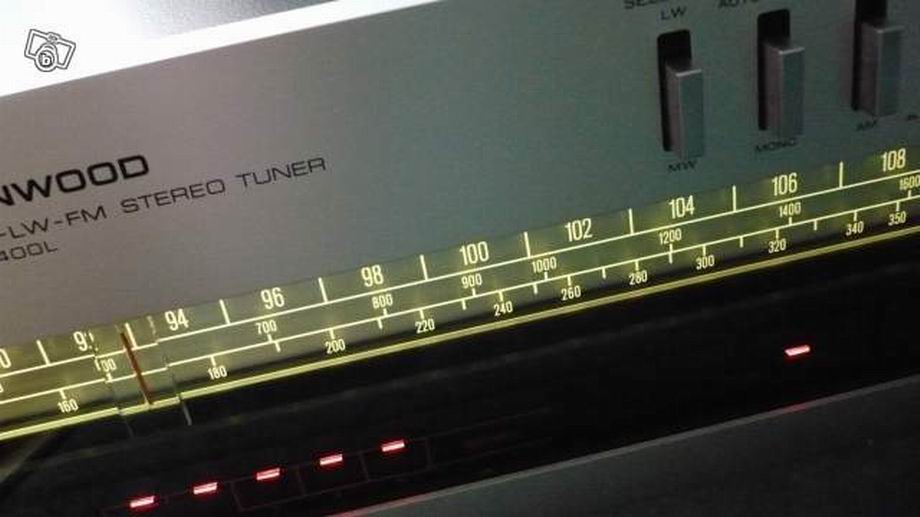 LW
MW
MONO
AM
NWOOD
-LW-FM STEREO TUNER
400L
94 96 98 100 102 104 106 108
700 800 900 1000 1200 1400 1600
160 180 200 220 240 260 280 300 320 340 350